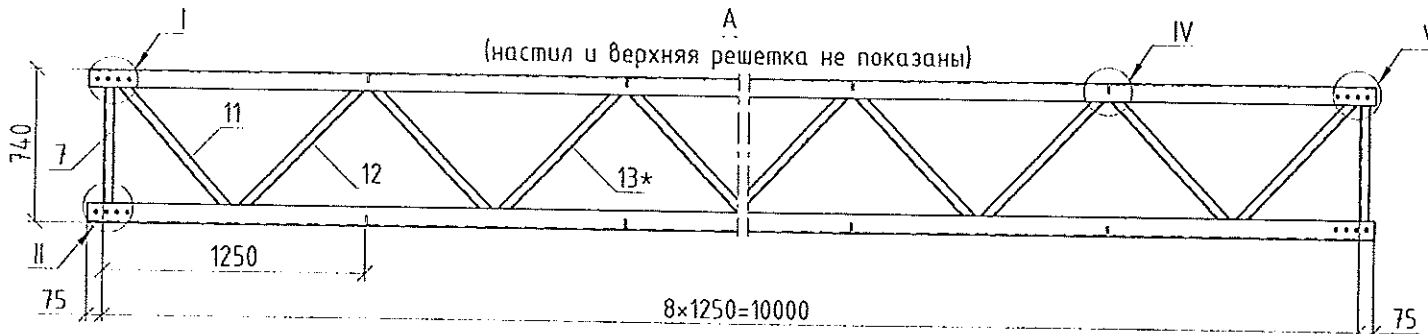 I
A
IV
V
(настил и верхняя решетка не показаны)
740
7
11
12
13*
II
1250
75
8×1250=10000
75